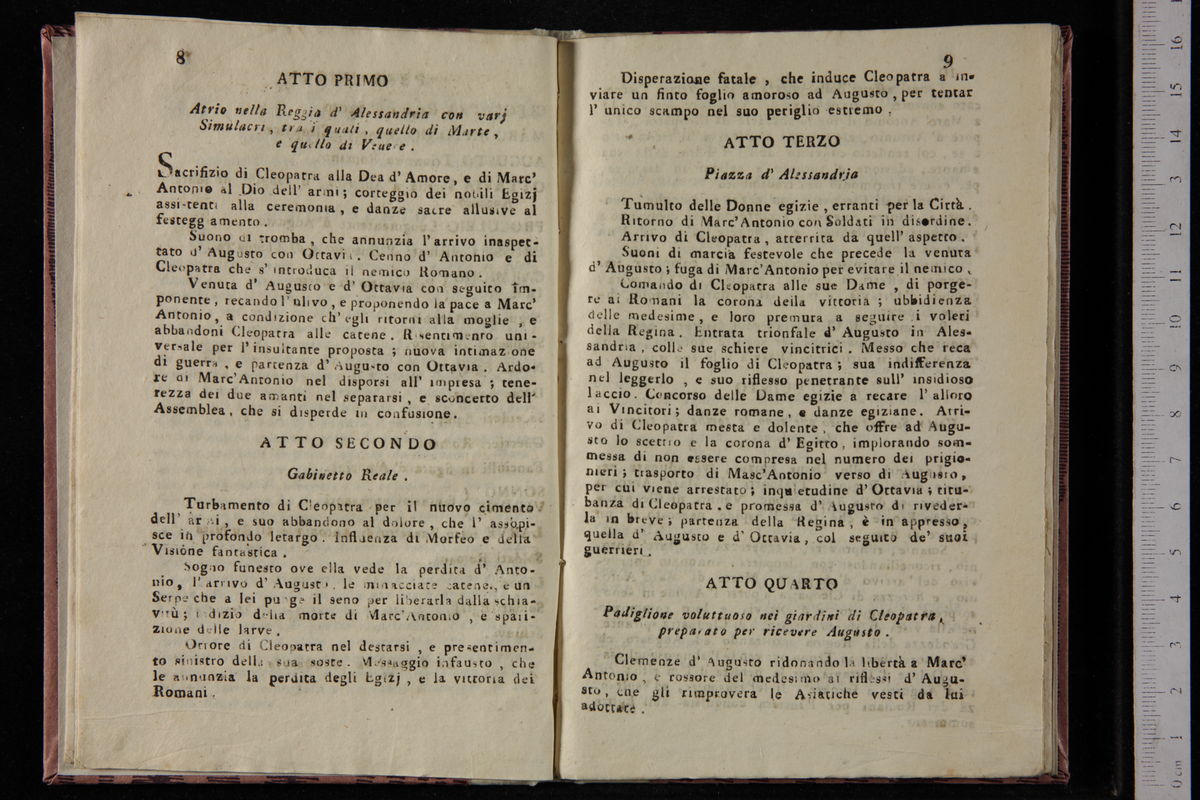 8
ATTO PRIMO
Atrio nella Reggia d' Alessandria con varj
Simulacri, tra i quali, quello di Marte,
e quello di Venere.
Sacrifizio di Cleopatra alla Dea d' Amore, e di Marc'
Antonio al Dio dell' armi; corteggio dei nobili Egizj
assistenti alla ceremonia, e danze sacre allusive al
festeggiamento.
Suono di tromba, che annunzia l' arrivo inaspet-
tato d' Augusto con Ottavia. Cenno d' Antonio e di
Cleopatra che s' introduca il nemico Romano.
Venuta d' Augusto e d' Ottavia con seguito im-
ponente, recando l' ulivo, e proponendo la pace a Marc'
Antonio, a condizione ch' egli ritorni alla moglie, e
abbandoni Cleopatra alle catene. Risentimento uni-
versale per l' insultante proposta; nuova intimazione
di guerra, e partenza d' Augusto con Ottavia. Ardo-
re di Marc'Antonio nel disporsi all' impresa; tene-
rezza dei due amanti nel separarsi, e sconcerto dell'
Assemblea, che si disperde in confusione.
ATTO SECONDO
Gabinetto Reale.
Turbamento di Cleopatra per il nuovo cimento
dell' armi, e suo abbandono al dolore, che l' assopi-
sce in profondo letargo. Influenza di Morfeo e della
Visione fantastica.
Sogno funesto ove ella vede la perdita d' Anto-
nio, l' arrivo d' Augusto, le minacciate catene, e un
Serpe che a lei punge il seno per liberarla dalla schia-
vitù; indizio della morte di Marc'Antonio, e spari-
zione delle larve.
Orrore di Cleopatra nel destarsi, e presentimen-
to sinistro della sua sorte. Messaggio infausto, che
le annunzia la perdita degli Egizj, e la vittoria dei
Romani.
9
Disperazione fatale, che induce Cleopatra a in-
viare un finto foglio amoroso ad Augusto, per tentar
l' unico scampo nel suo periglio estremo.
ATTO TERZO
Piazza d' Alessandria
Tumulto delle Donne egizie, erranti per la Città.
Ritorno di Marc'Antonio con Soldati in disordine.
Arrivo di Cleopatra, atterrita da quell' aspetto.
Suoni di marcia festevole che precede la venuta
d' Augusto; fuga di Marc'Antonio per evitare il nemico.
Comando di Cleopatra alle sue Dame, di porge-
re ai Romani la corona della vittoria; ubbidienza
delle medesime, e loro premura a seguire i voleri
della Regina. Entrata trionfale d' Augusto in Ales-
sandria, colle sue schiere vincitrici. Messo che reca
ad Augusto il foglio di Cleopatra; sua indifferenza
nel leggerlo, e suo riflesso penetrante sull' insidioso
laccio. Concorso delle Dame egizie a recare l' alloro
ai Vincitori; danze romane, e danze egiziane. Arri-
vo di Cleopatra mesta e dolente, che offre ad Augu-
sto lo scettro e la corona d' Egitto, implorando som-
messa di non essere compresa nel numero dei prigio-
nieri; trasporto di Masc'Antonio verso di Augusto,
per cui viene arrestato; inquietudine d' Ottavia; titu-
banza di Cleopatra, e promessa d' Augusto di riveder-
la in breve; partenza della Regina, è in appresso,
quella d' Augusto e d' Ottavia, col seguito de' suoi
guerrieri.
ATTO QUARTO
Padiglione voluttuoso nei giardini di Cleopatra,
preparato per ricevere Augusto.
Clemenze d' Augusto ridonando la libertà a Marc'
Antonio, e rossore del medesimo ai riflessi d' Augu-
sto, che gli rimprovera le Asiatiche vesti da lui
adottate.
0 cm 1 2 3 4 5 6 7 8 9 10 11 12 13 14 15 16